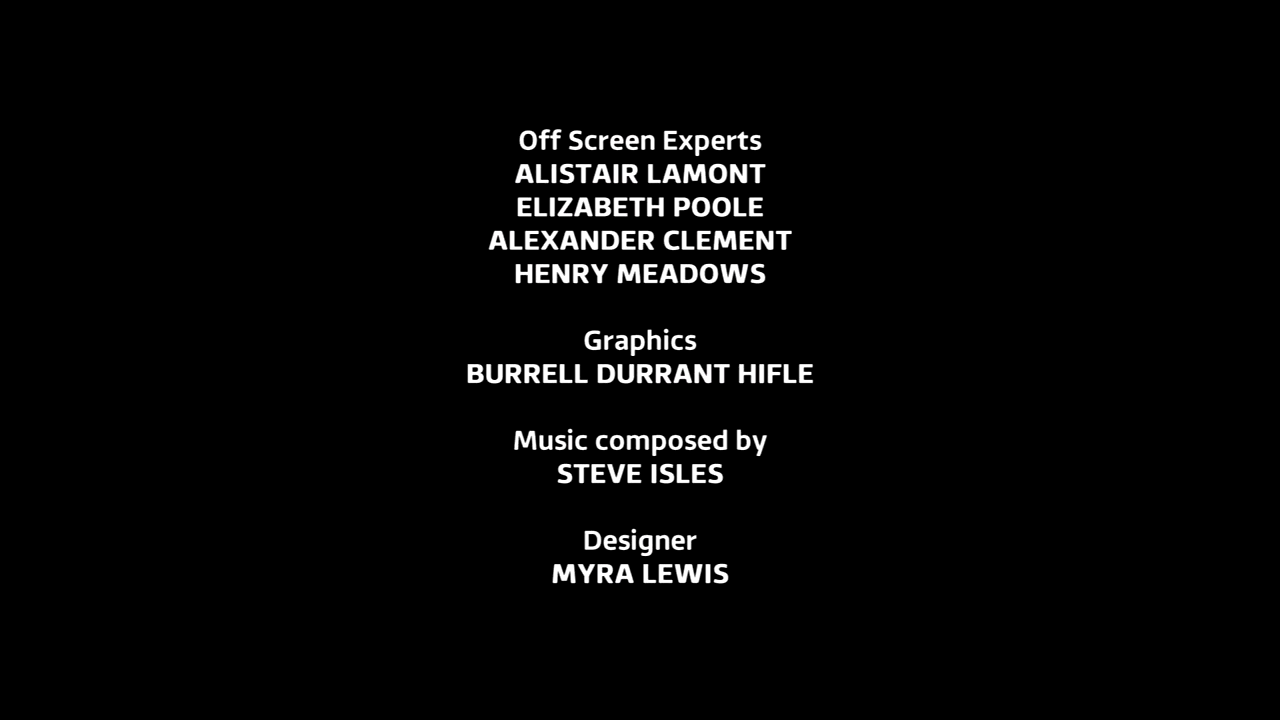 Off Screen Experts
ALISTAIR LAMONT
ELIZABETH POOLE
ALEXANDER CLEMENT
HENRY MEADOWS
Graphics
BURRELL DURRANT HIFLE
Music composed by
STEVE ISLES
Designer
MYRA LEWIS